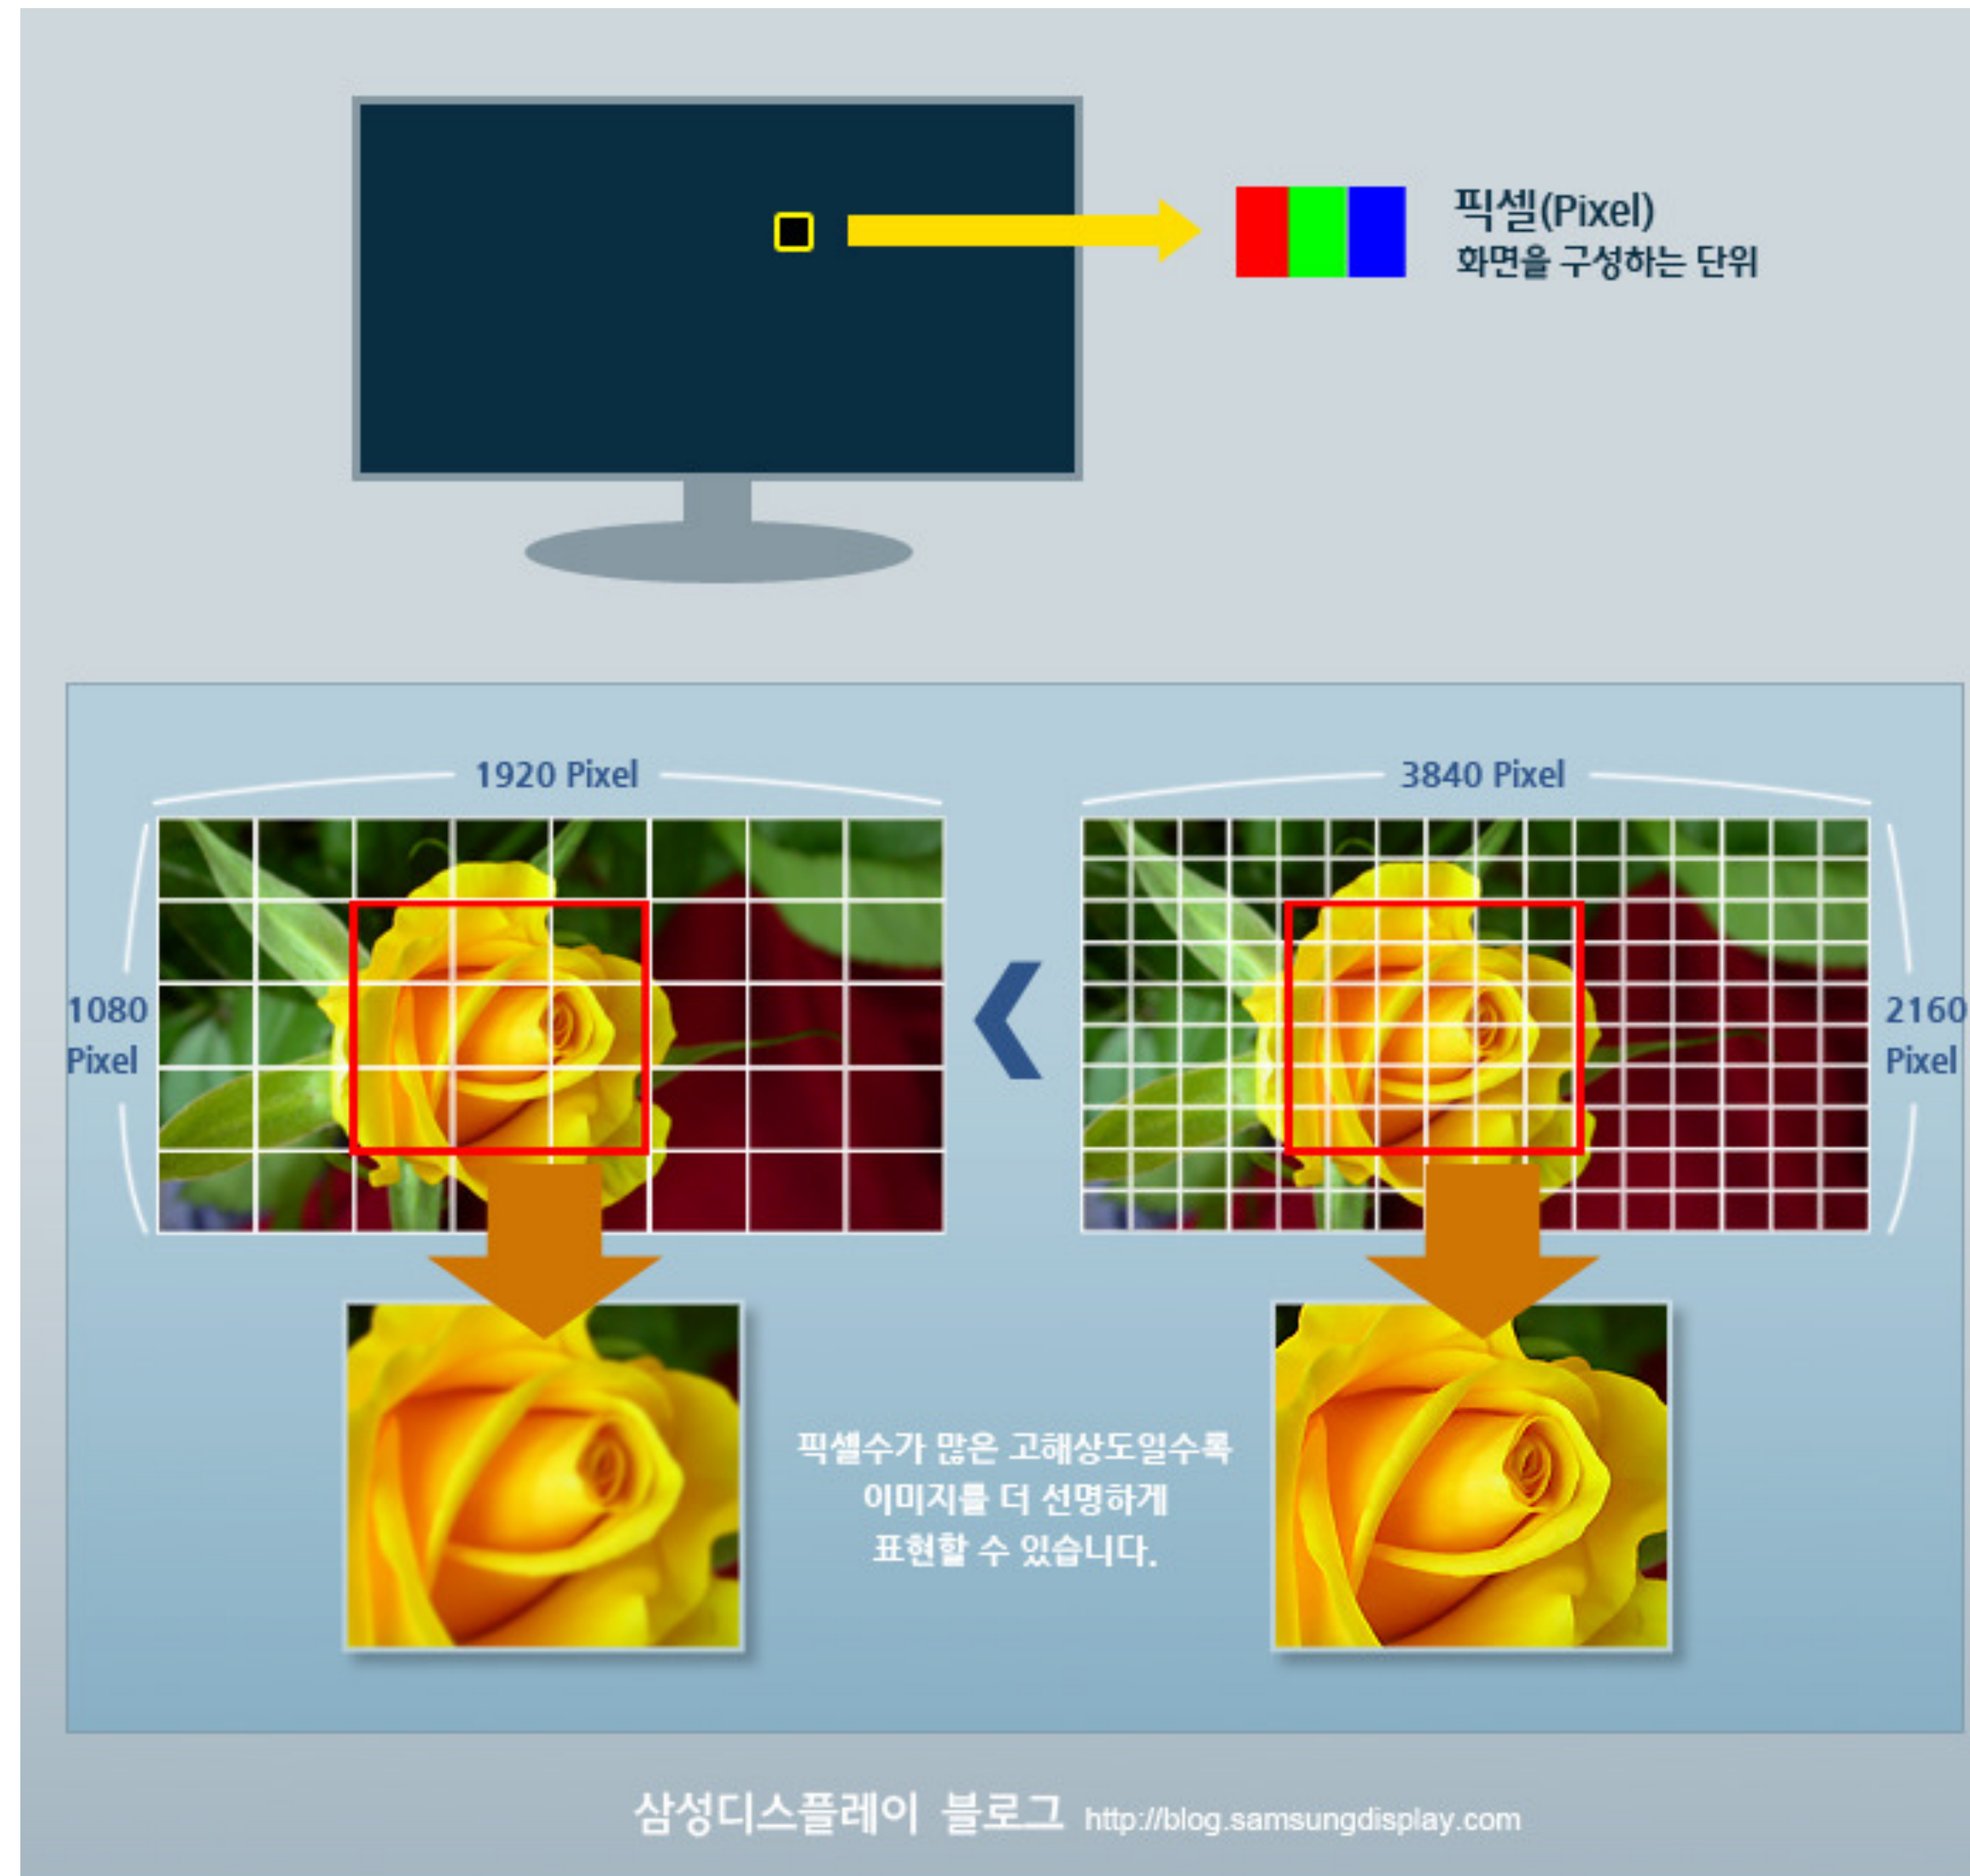 픽셀(Pixel)
화면을 구성하는 단위
1920 Pixel
3840 Pixel
1080
Pixel
2160
Pixel
픽셀수가 많은 고해상도일수록
이미지를 더 선명하게
표현할 수 있습니다.
삼성디스플레이 블로그 http://blog.samsungdisplay.com